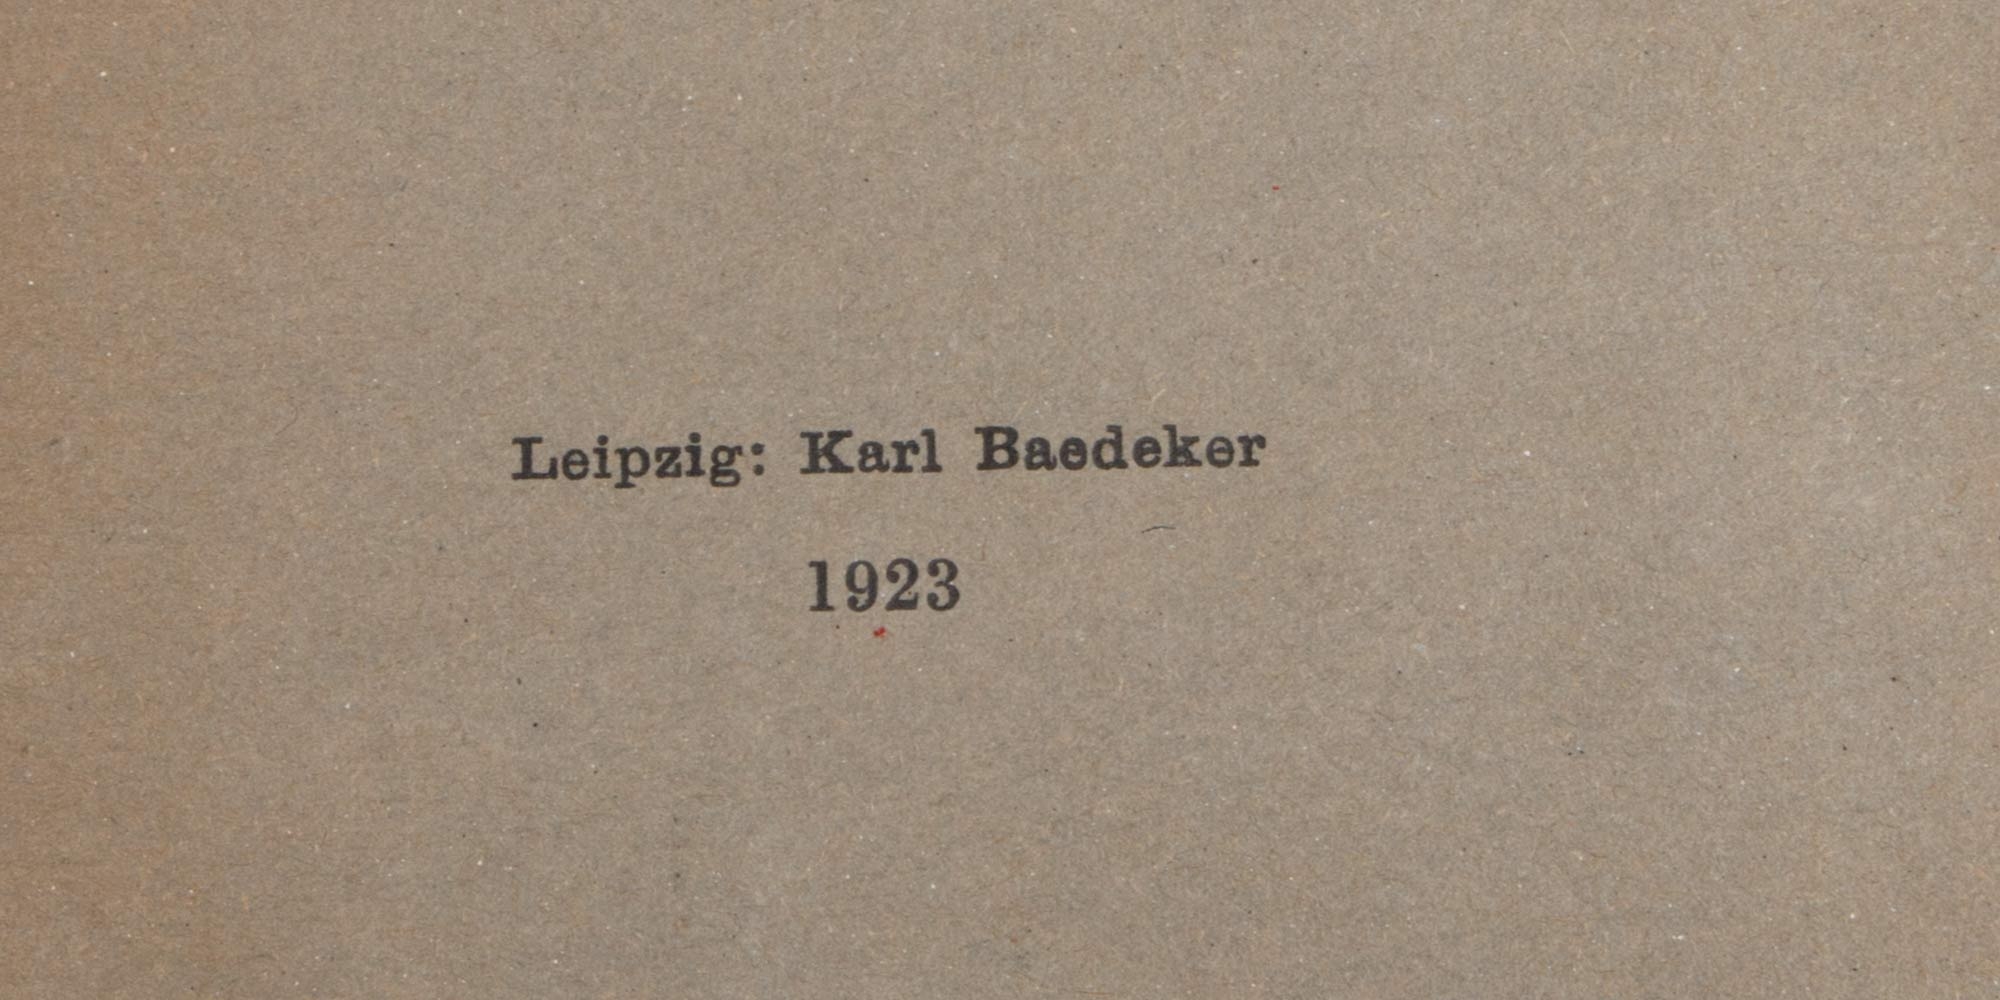 Leipzig: Karl Baedeker
1923